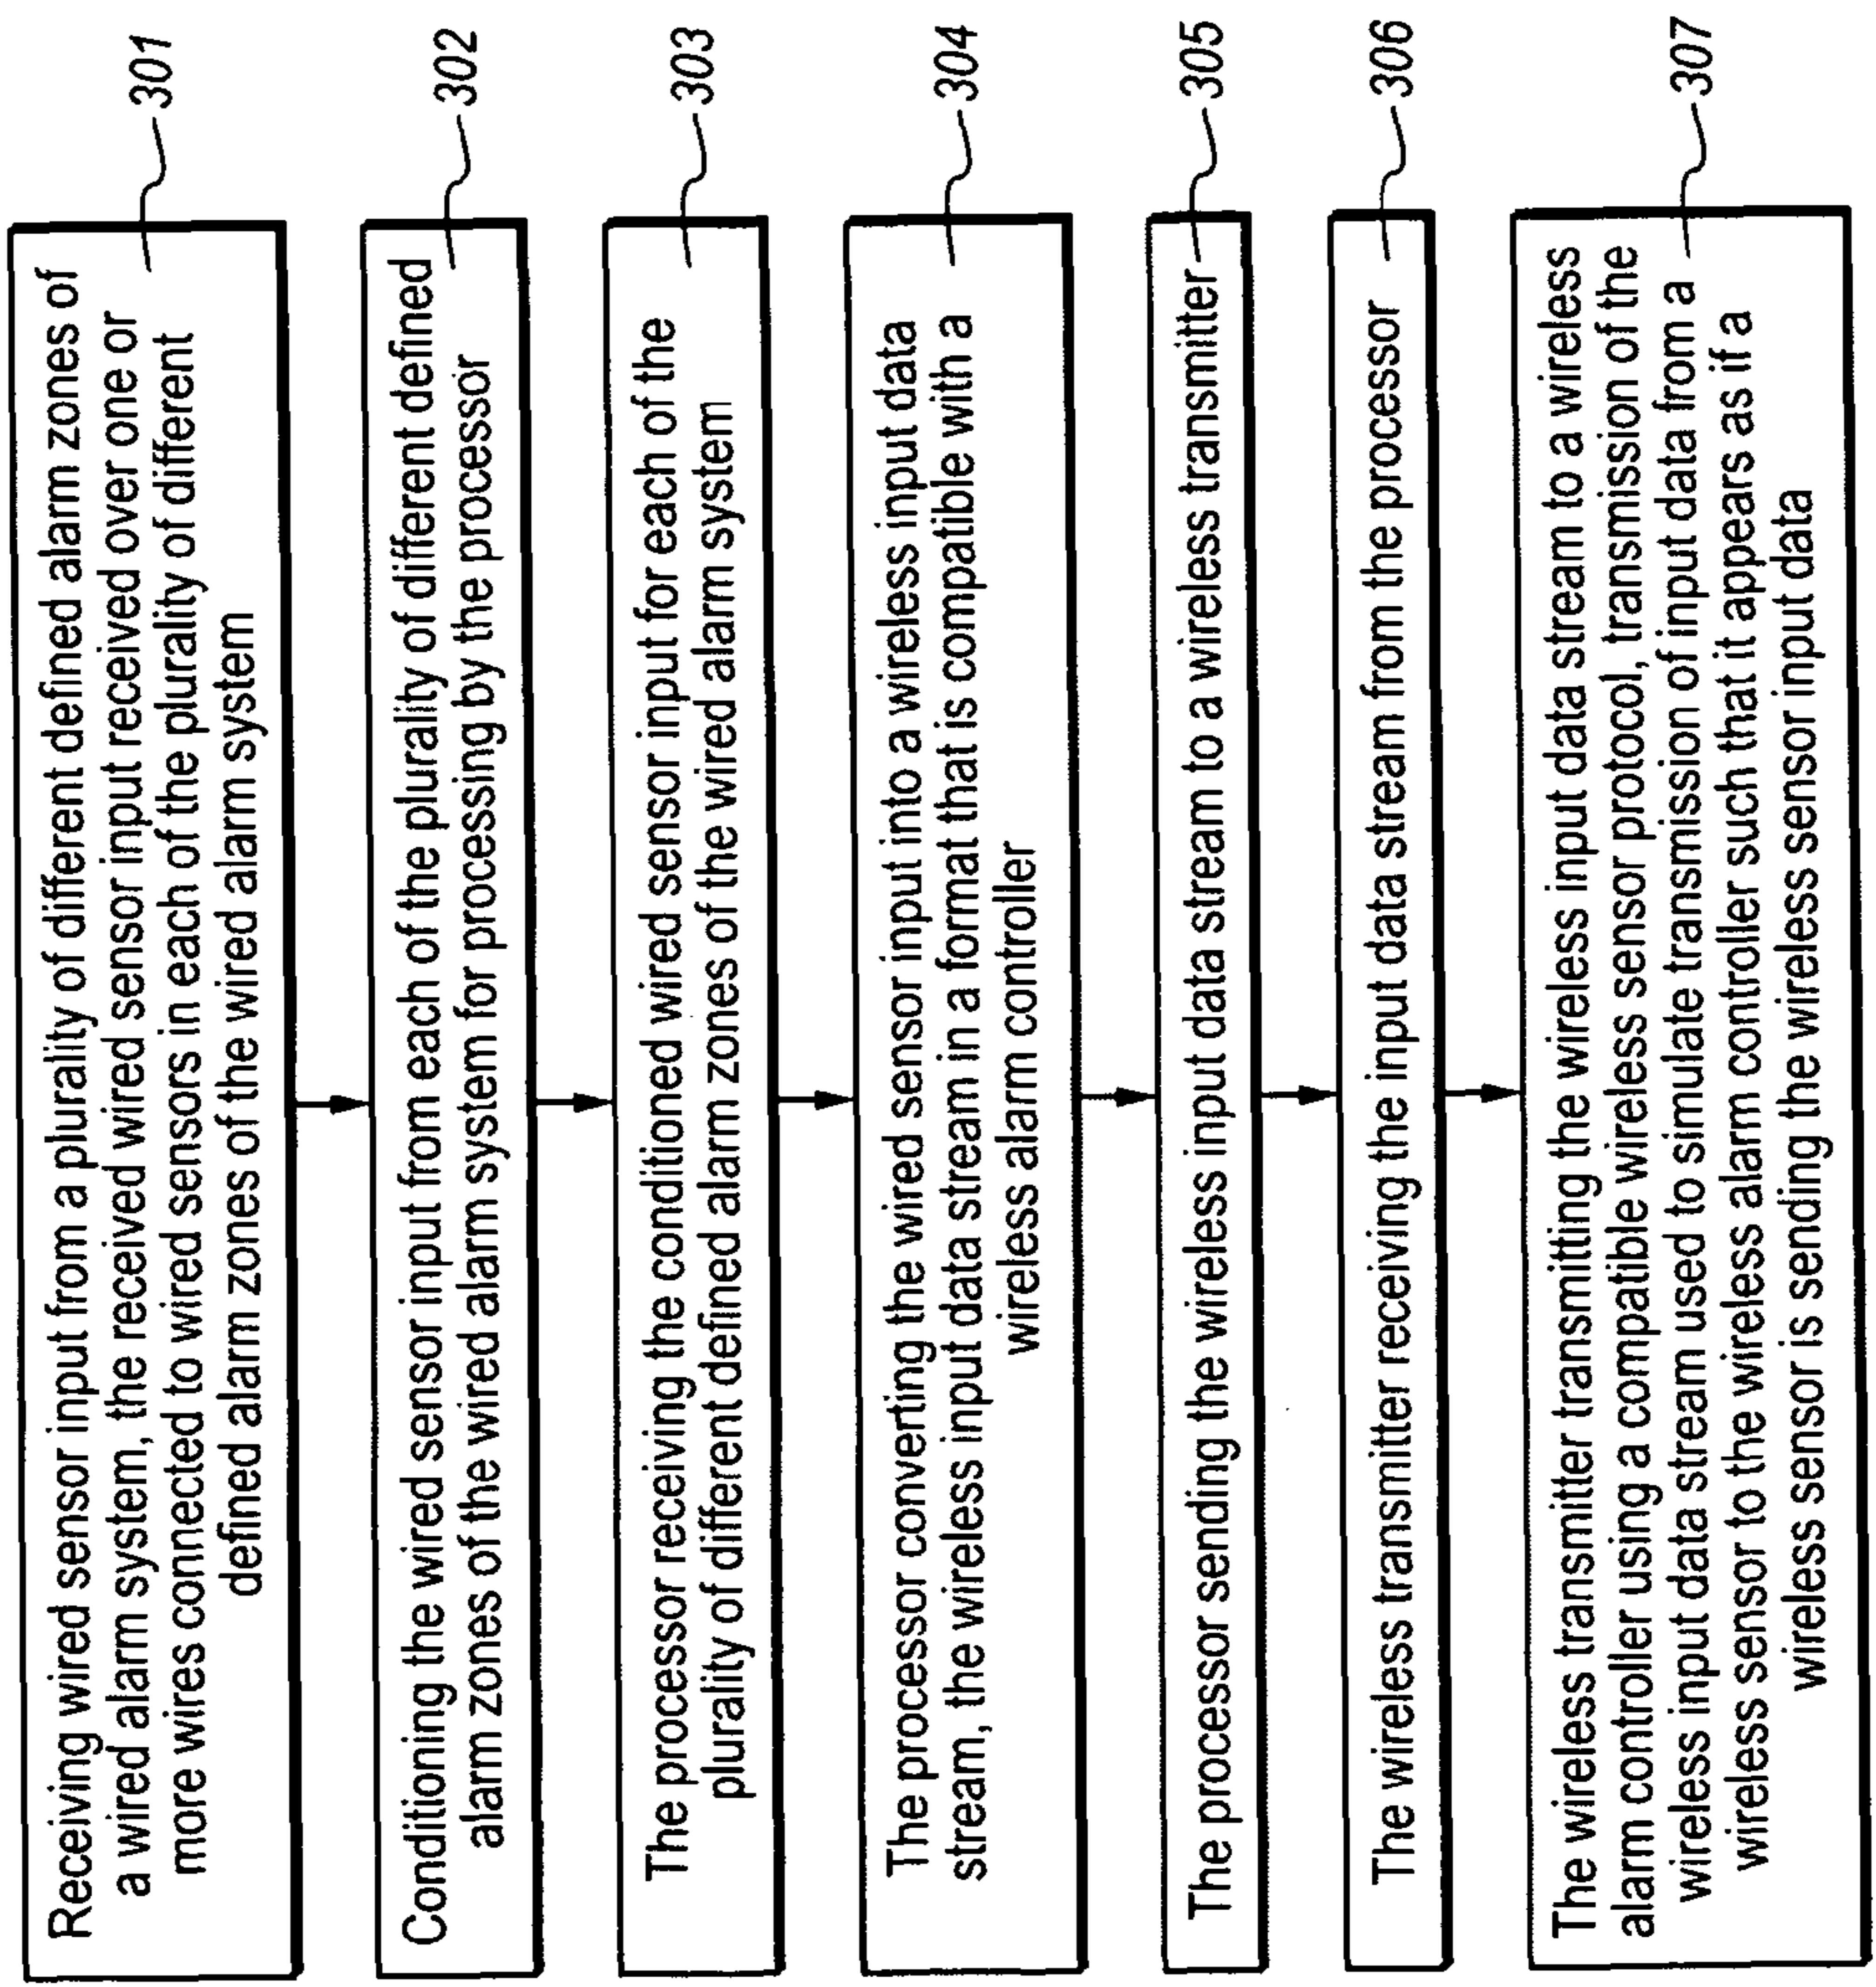 Receiving wired sensor input from a plurality of different defined alarm zones of
a wired alarm system, the received wired sensor input received over one or
more wires connected to wired sensors in each of the plurality of different
defined alarm zones of the wired alarm system
301
Conditioning the wired sensor input from each of the plurality of different defined
alarm zones of the wired alarm system for processing by the processor
302
The processor receiving the conditioned wired sensor input for each of the
plurality of different defined alarm zones of the wired alarm system
303
The processor converting the wired sensor input into a wireless input data
stream, the wireless input data stream in a format that is compatible with a
wireless alarm controller
304
The processor sending the wireless input data stream to a wireless transmitter
305
The wireless transmitter receiving the input data stream from the processor
306
The wireless transmitter transmitting the wireless input data stream to a wireless
alarm controller using a compatible wireless sensor protocol, transmission of the
wireless input data stream used to simulate transmission of input data from a
wireless sensor to the wireless alarm controller such that it appears as if a
wireless sensor is sending the wireless sensor input data
307